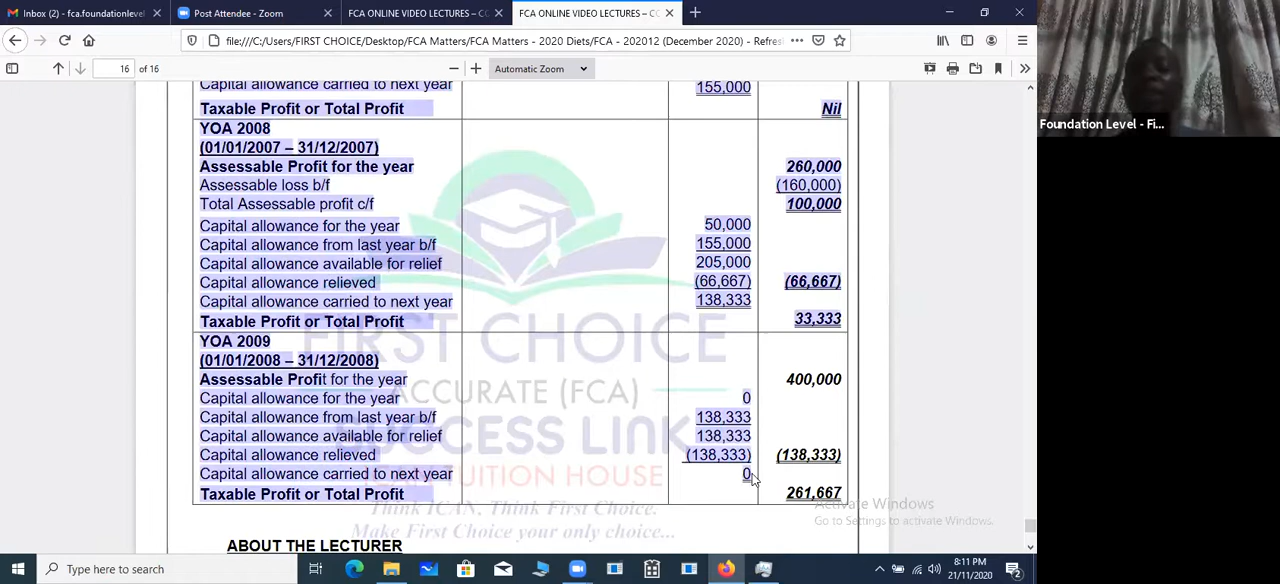 Inbox (2) - fca.foundationlevel
Post Attendee - Zoom
FCA ONLINE VIDEO LECTURES – CO
FCA ONLINE VIDEO LECTURES – CO
file:///C:/Users/FIRST CHOICE/Desktop/FCA Matters/FCA Matters - 2020 Diets/FCA - 202012 (December 2020) - Refres
16 of 16
Automatic Zoom
Foundation Level - Fi...
Capital allowance carried to next year 155,000
Taxable Profit or Total Profit Nil
YOA 2008
(01/01/2007 – 31/12/2007)
Assessable Profit for the year 260,000
Assessable loss b/f (160,000)
Total Assessable profit c/f 100,000
Capital allowance for the year 50,000
Capital allowance from last year b/f 155,000
Capital allowance available for relief 205,000
Capital allowance relieved (66,667) (66,667)
Capital allowance carried to next year 138,333
Taxable Profit or Total Profit 33,333
FIRST CHOICE
YOA 2009
(01/01/2008 – 31/12/2008)
Assessable Profit for the year 400,000
ACCURATE (FCA)
Capital allowance for the year 0
Capital allowance from last year b/f 138,333
Capital allowance available for relief 138,333
SUCCESS LINK
Capital allowance relieved (138,333) (138,333)
Capital allowance carried to next year 0
TUITION HOUSE
Taxable Profit or Total Profit 261,667
Think ICAN, Think First Choice.
Make First Choice your only choice...
Activate Windows
Go to Settings to activate Windows.
ABOUT THE LECTURER
Type here to search
8:11 PM
21/11/2020
2